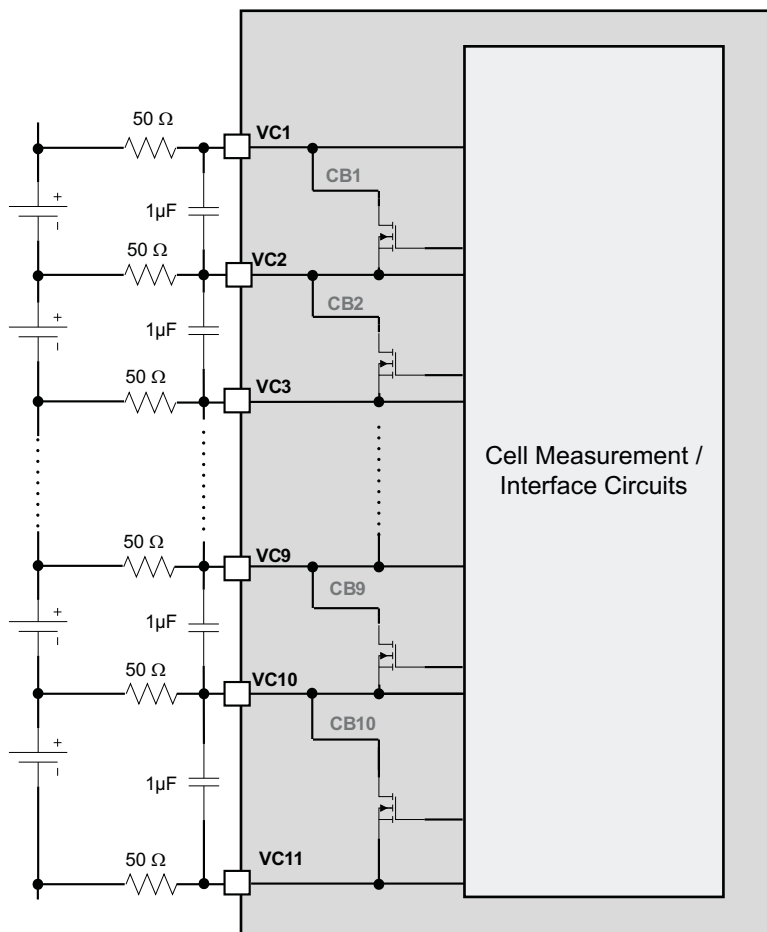 50 Ω
VC1
CB1
+
1µF
-
50 Ω
VC2
CB2
+
1µF
-
50 Ω
VC3
Cell Measurement /
Interface Circuits
50 Ω
VC9
CB9
+
1µF
-
50 Ω
VC10
CB10
+
1µF
-
50 Ω
VC11